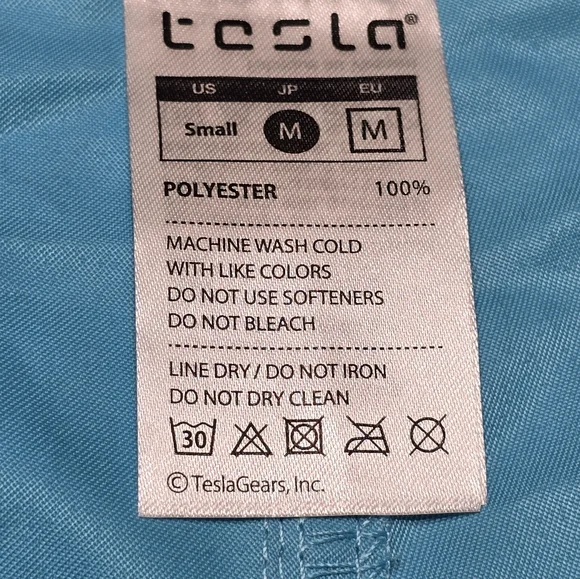 tesla®
US JP EU
Small M M
POLYESTER 100%
MACHINE WASH COLD
WITH LIKE COLORS
DO NOT USE SOFTENERS
DO NOT BLEACH
LINE DRY / DO NOT IRON
DO NOT DRY CLEAN
30
© TeslaGears, Inc.